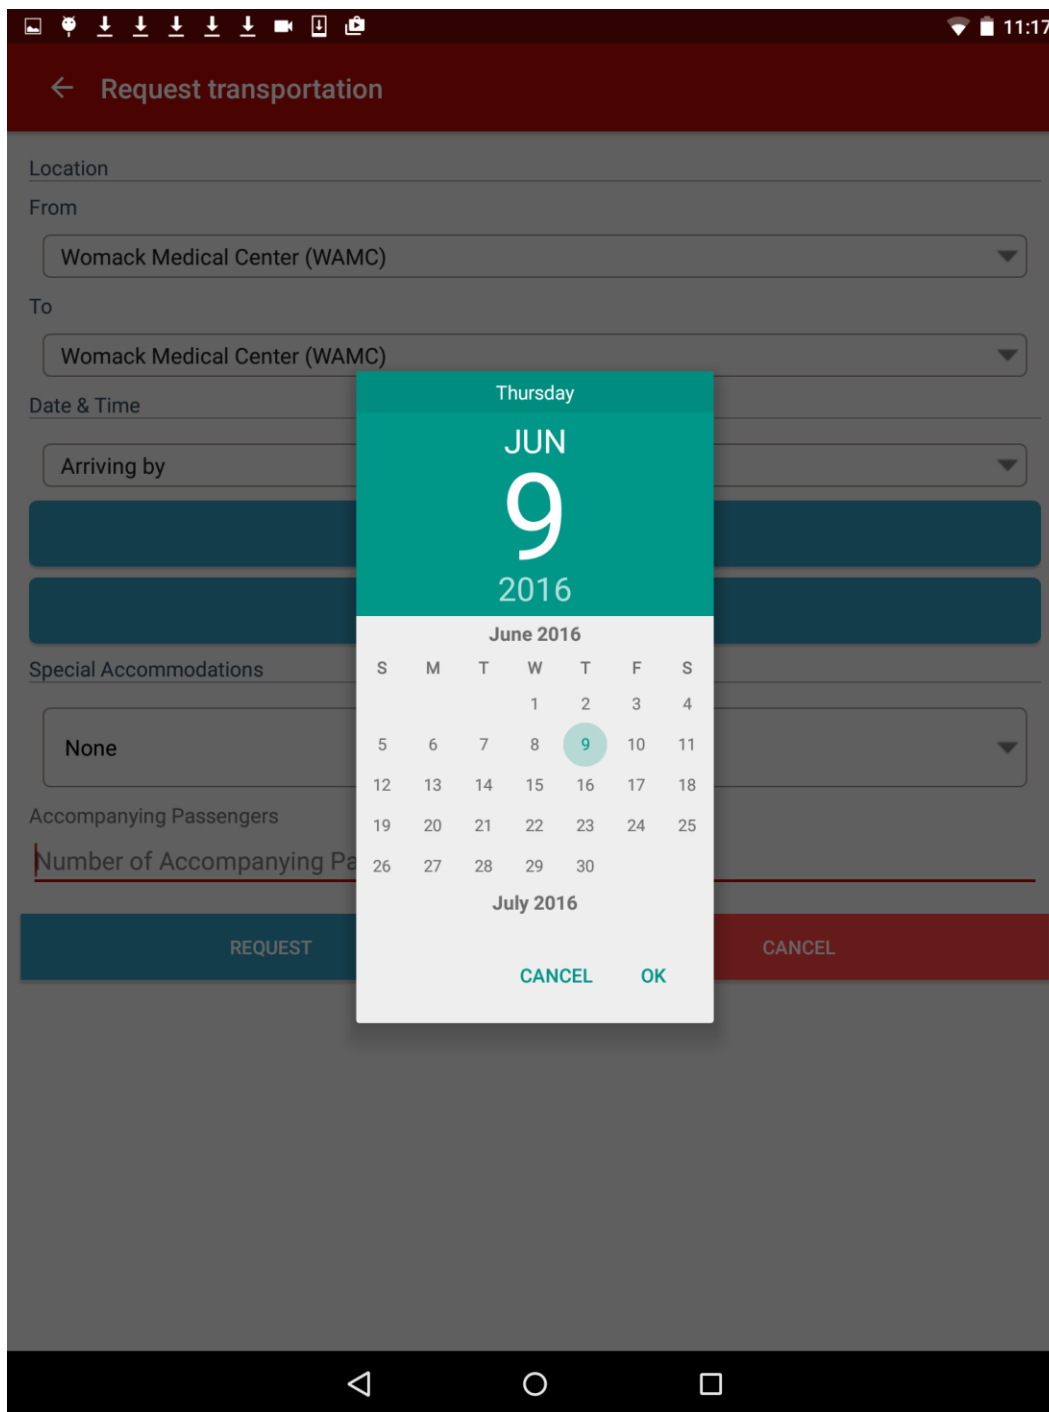 11:17
Request transportation
Location
From
Womack Medical Center (WAMC)
To
Womack Medical Center (WAMC)
Date & Time
Arriving by
Thursday
JUN
9
2016
June 2016
S M T W T F S
1 2 3 4
5 6 7 8 9 10 11
12 13 14 15 16 17 18
19 20 21 22 23 24 25
26 27 28 29 30
July 2016
CANCEL OK
Special Accommodations
None
Accompanying Passengers
Number of Accompanying Pa
REQUEST CANCEL